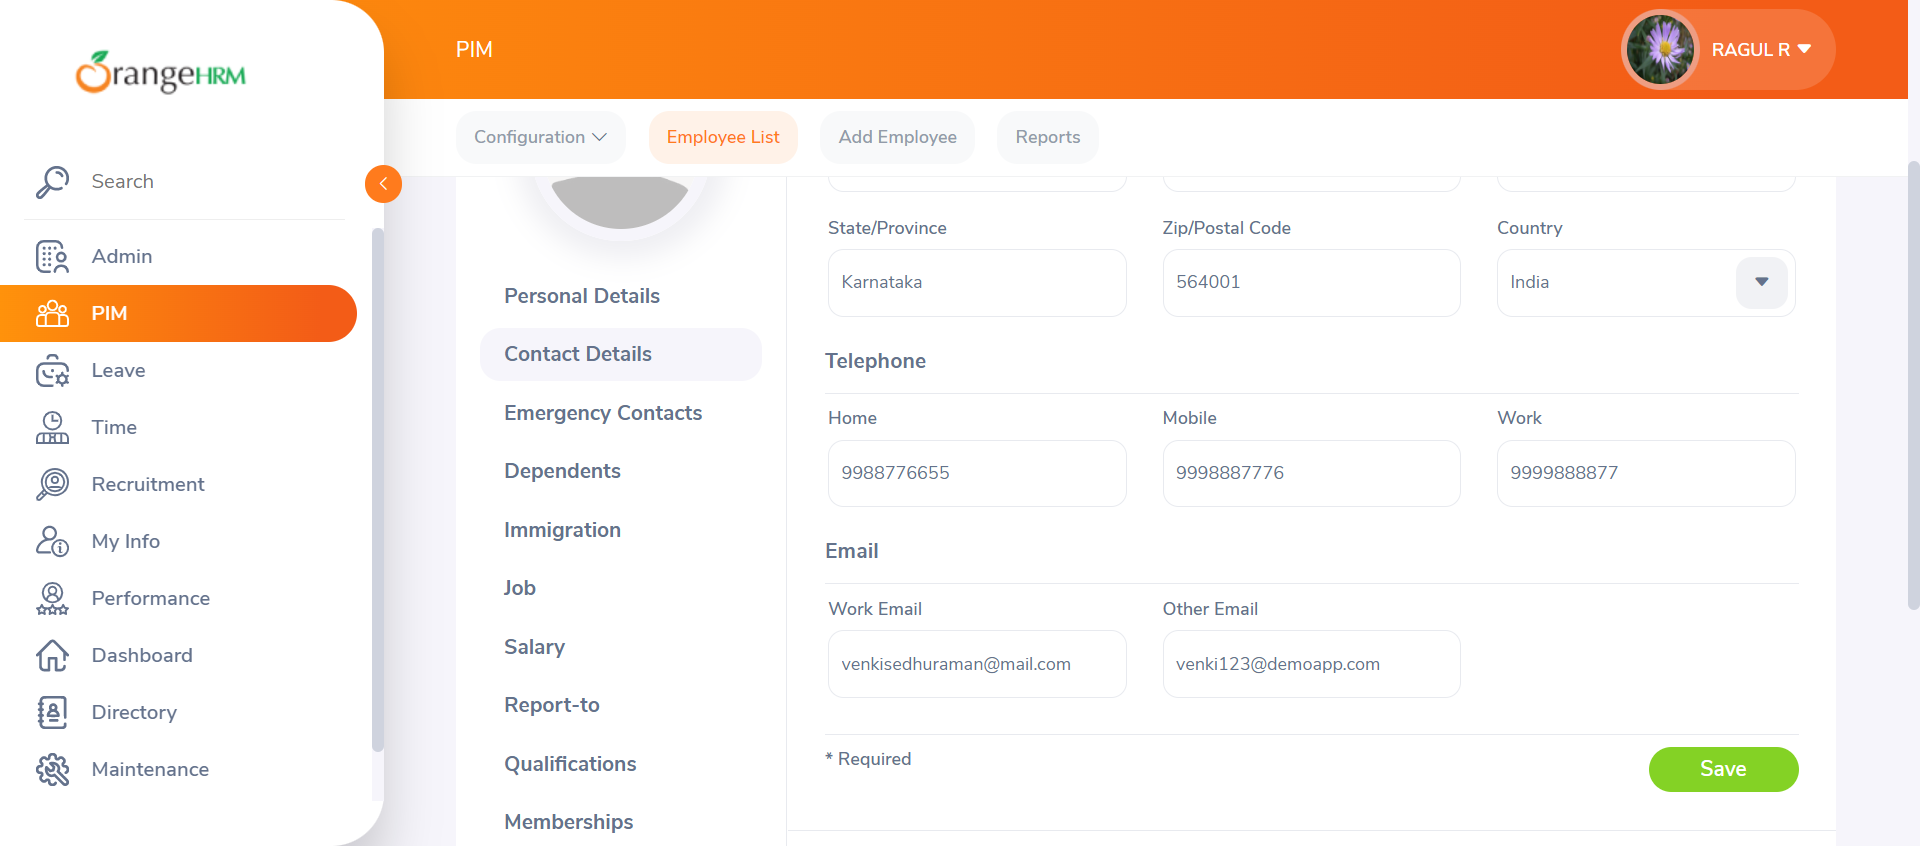 OrangeHRM
PIM
RAGUL R
Configuration
Employee List
Add Employee
Reports
Search
Admin
PIM
Leave
Time
Recruitment
My Info
Performance
Dashboard
Directory
Maintenance
Personal Details
Contact Details
Emergency Contacts
Dependents
Immigration
Job
Salary
Report-to
Qualifications
Memberships
State/Province
Zip/Postal Code
Country
Karnataka
564001
India
Telephone
Home
Mobile
Work
9988776655
9998887776
9999888877
Email
Work Email
Other Email
venkisedhuraman@mail.com
venki123@demoapp.com
* Required
Save